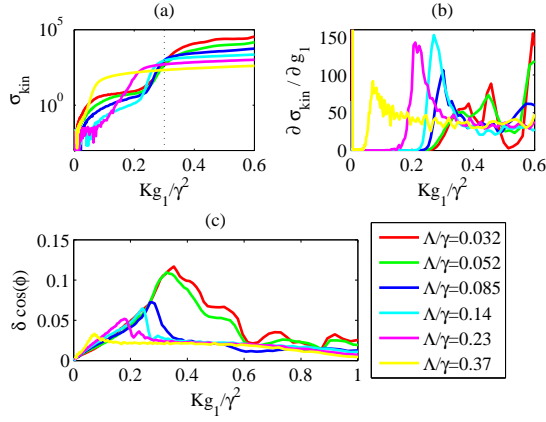 (a)
10^5
10^0
σ_kin
0 0.2 0.4 0.6
Kg_1/γ^2
(b)
150
100
50
0
∂ σ_kin / ∂ g_1
0 0.2 0.4 0.6
Kg_1/γ^2
(c)
0.15
0.1
0.05
0
δ cos(ϕ)
0 0.2 0.4 0.6 0.8 1
Kg_1/γ^2
Λ/γ=0.032
Λ/γ=0.052
Λ/γ=0.085
Λ/γ=0.14
Λ/γ=0.23
Λ/γ=0.37